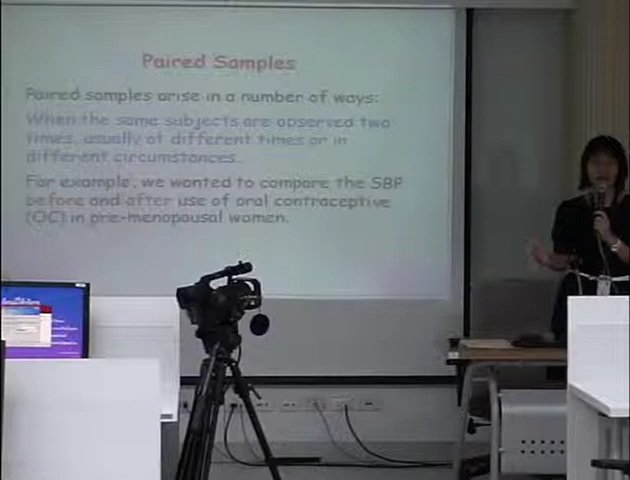 Paired Samples
Paired samples arise in a number of ways:
When the same subjects are observed two
times, usually at different times or in
different circumstances.
For example, we wanted to compare the SBP
before and after use of oral contraceptive
(OC) in pre-menopausal women.